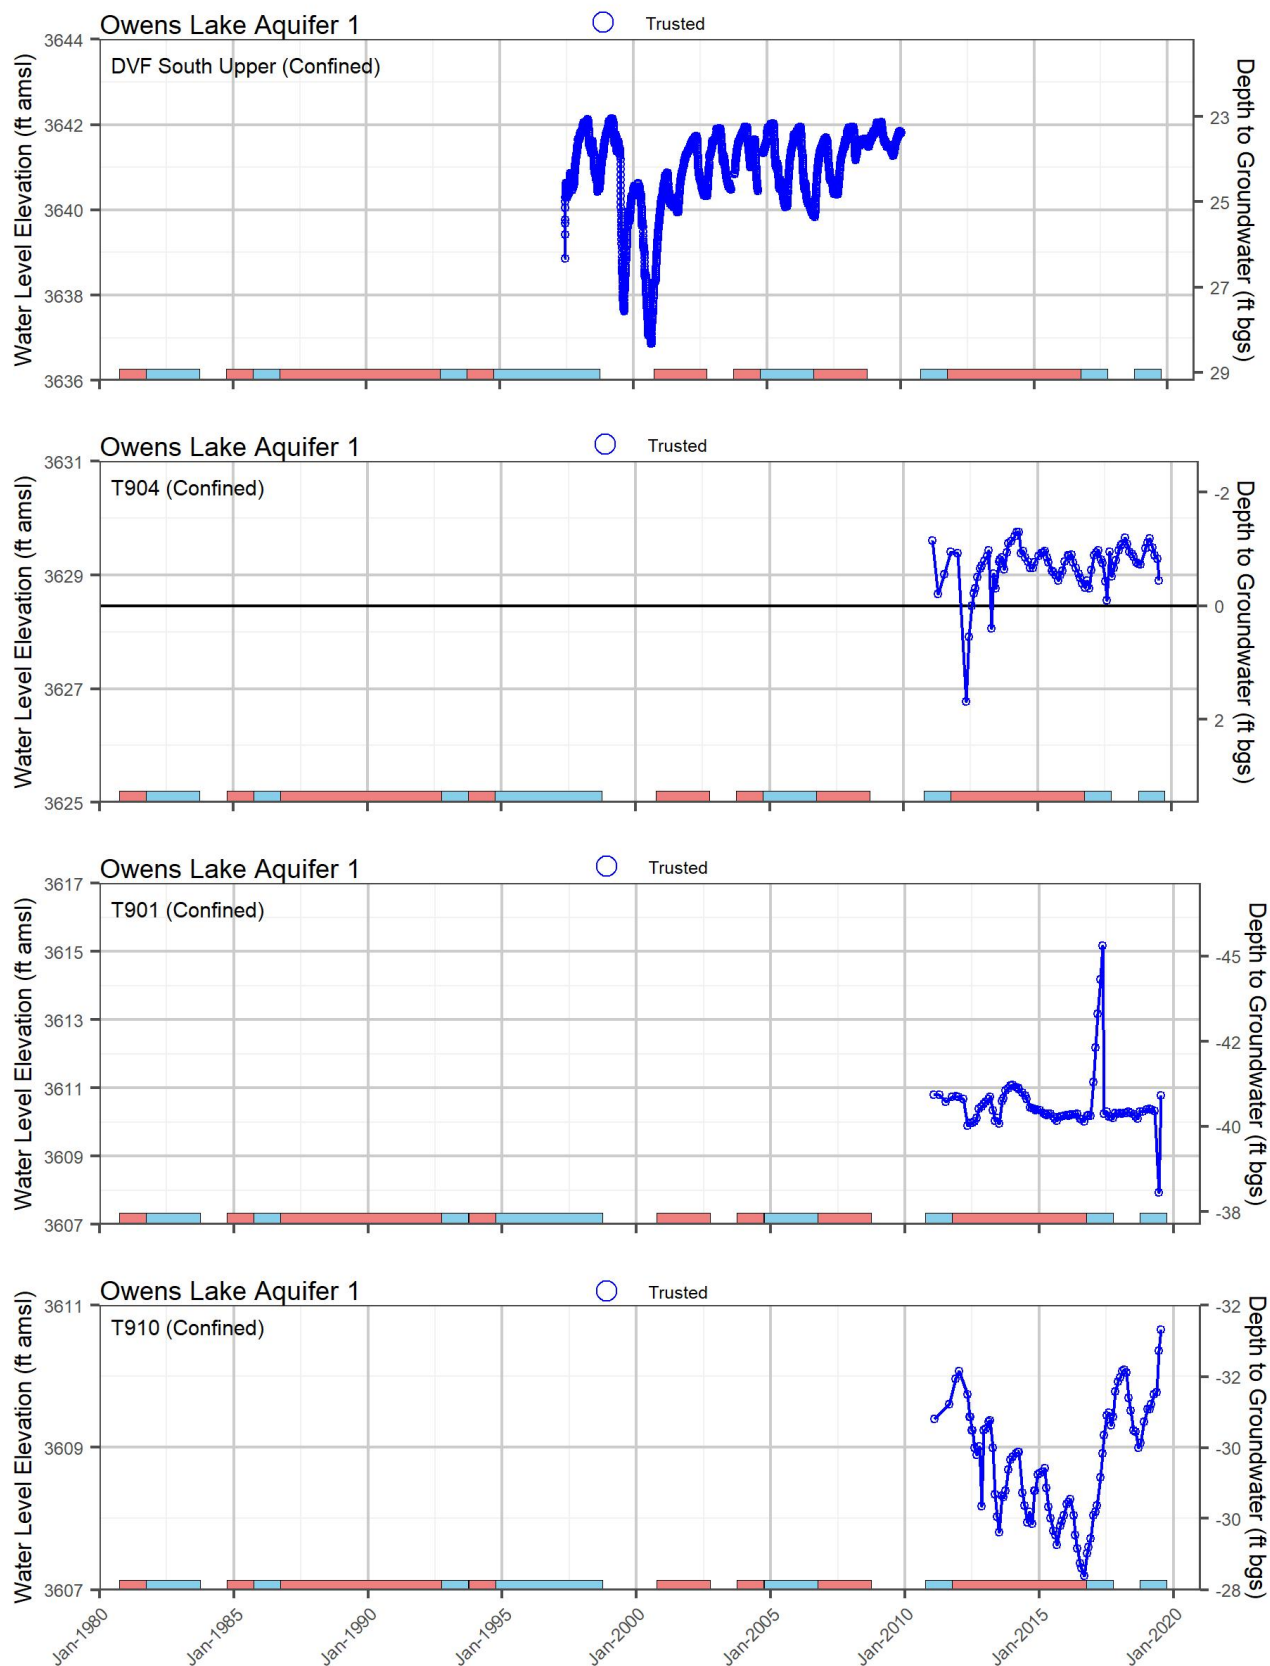 Owens Lake Aquifer 1
Trusted
DVF South Upper (Confined)
Water Level Elevation (ft amsl)
3644
3642
3640
3638
3636
Depth to Groundwater (ft bgs)
23
25
27
29
Owens Lake Aquifer 1
Trusted
T904 (Confined)
Water Level Elevation (ft amsl)
3631
3629
3627
3625
Depth to Groundwater (ft bgs)
-2
0
2
Owens Lake Aquifer 1
Trusted
T901 (Confined)
Water Level Elevation (ft amsl)
3617
3615
3613
3611
3609
3607
Depth to Groundwater (ft bgs)
-45
-42
-40
-38
Owens Lake Aquifer 1
Trusted
T910 (Confined)
Water Level Elevation (ft amsl)
3611
3609
3607
Depth to Groundwater (ft bgs)
-32
-32
-30
-30
-28
Jan-1980
Jan-1985
Jan-1990
Jan-1995
Jan-2000
Jan-2005
Jan-2010
Jan-2015
Jan-2020